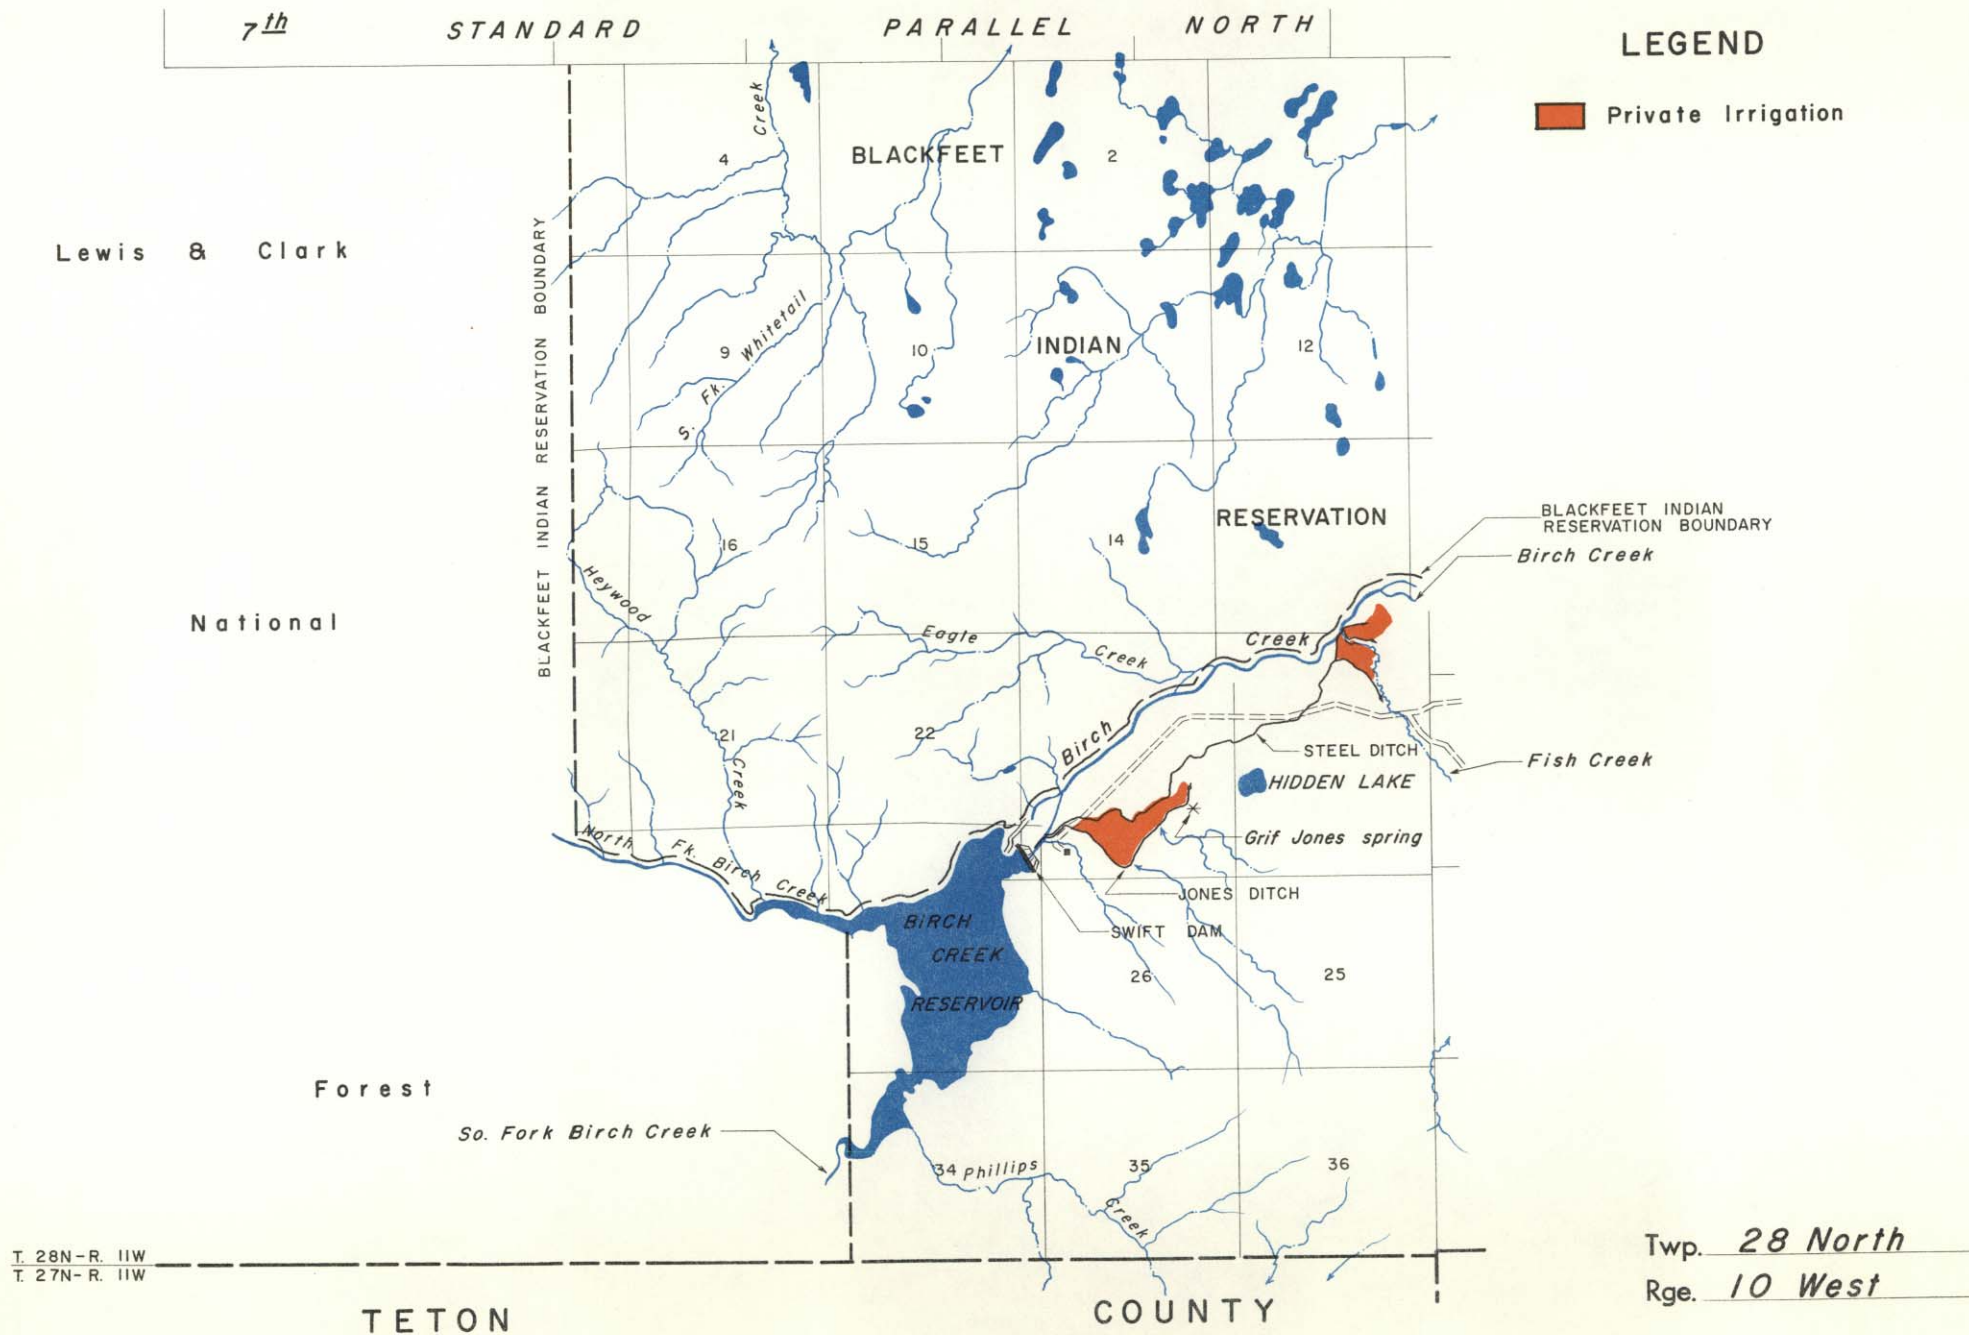 7th STANDARD PARALLEL NORTH
LEGEND
Private Irrigation
Creek
BLACKFEET
4
2
Lewis & Clark
BLACKFEET INDIAN RESERVATION BOUNDARY
S. Fk. Whitetail
9
10
INDIAN
12
RESERVATION
BLACKFEET INDIAN
RESERVATION BOUNDARY
Birch Creek
16
15
14
Heywood
Creek
National
Eagle
Creek
Birch
Creek
21
22
STEEL DITCH
Fish Creek
HIDDEN LAKE
North Fk. Birch Creek
Grif Jones spring
JONES DITCH
BIRCH
CREEK
RESERVOIR
SWIFT DAM
26
25
Forest
So. Fork Birch Creek
34
Phillips
Creek
35
36
T. 28N-R. 11W
T. 27N-R. 11W
TETON COUNTY
Twp. 28 North
Rge. 10 West